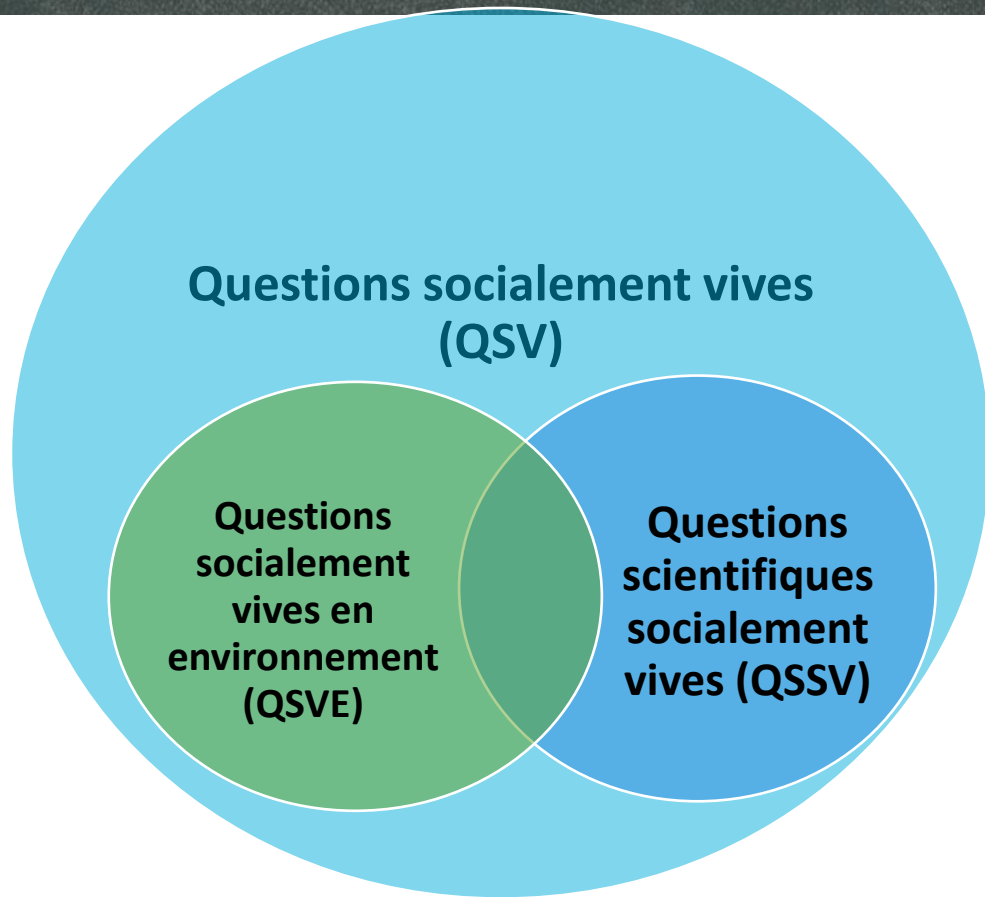 Questions socialement vives
(QSV)
Questions
socialement
vives en
environnement
(QSVE)
Questions
scientifiques
socialement
vives (QSSV)